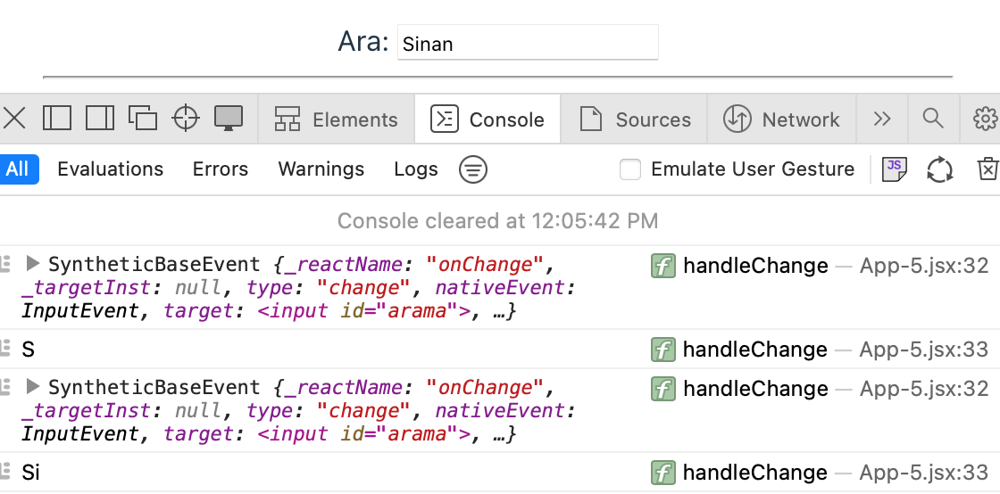 Ara: Sinan
Elements Console Sources Network
All Evaluations Errors Warnings Logs Emulate User Gesture JS
Console cleared at 12:05:42 PM
SyntheticBaseEvent {_reactName: "onChange", f handleChange — App-5.jsx:32
_targetInst: null, type: "change", nativeEvent:
InputEvent, target: <input id="arama">, …}
S f handleChange — App-5.jsx:33
SyntheticBaseEvent {_reactName: "onChange", f handleChange — App-5.jsx:32
_targetInst: null, type: "change", nativeEvent:
InputEvent, target: <input id="arama">, …}
Si f handleChange — App-5.jsx:33